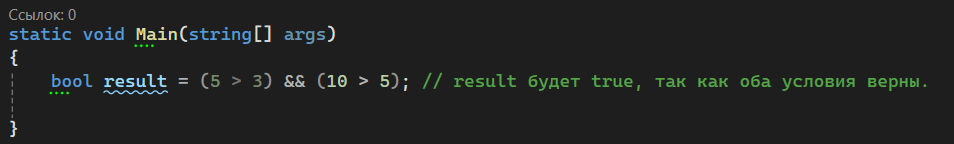 Ссылок: 0
static void Main(string[] args)
{
bool result = (5 > 3) && (10 > 5); // result будет true, так как оба условия верны.
}